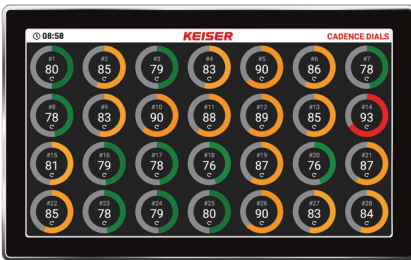 08:58 KEISER CADENCE DIALS
#1 #2 #3 #4 #5 #6 #7
80 85 79 83 90 86 78
#8 #9 #10 #11 #12 #13 #14
78 83 90 88 89 85 93
#15 #16 #17 #18 #19 #20 #21
81 79 78 76 87 76 87
#22 #23 #24 #25 #26 #27 #28
85 78 79 80 90 83 84